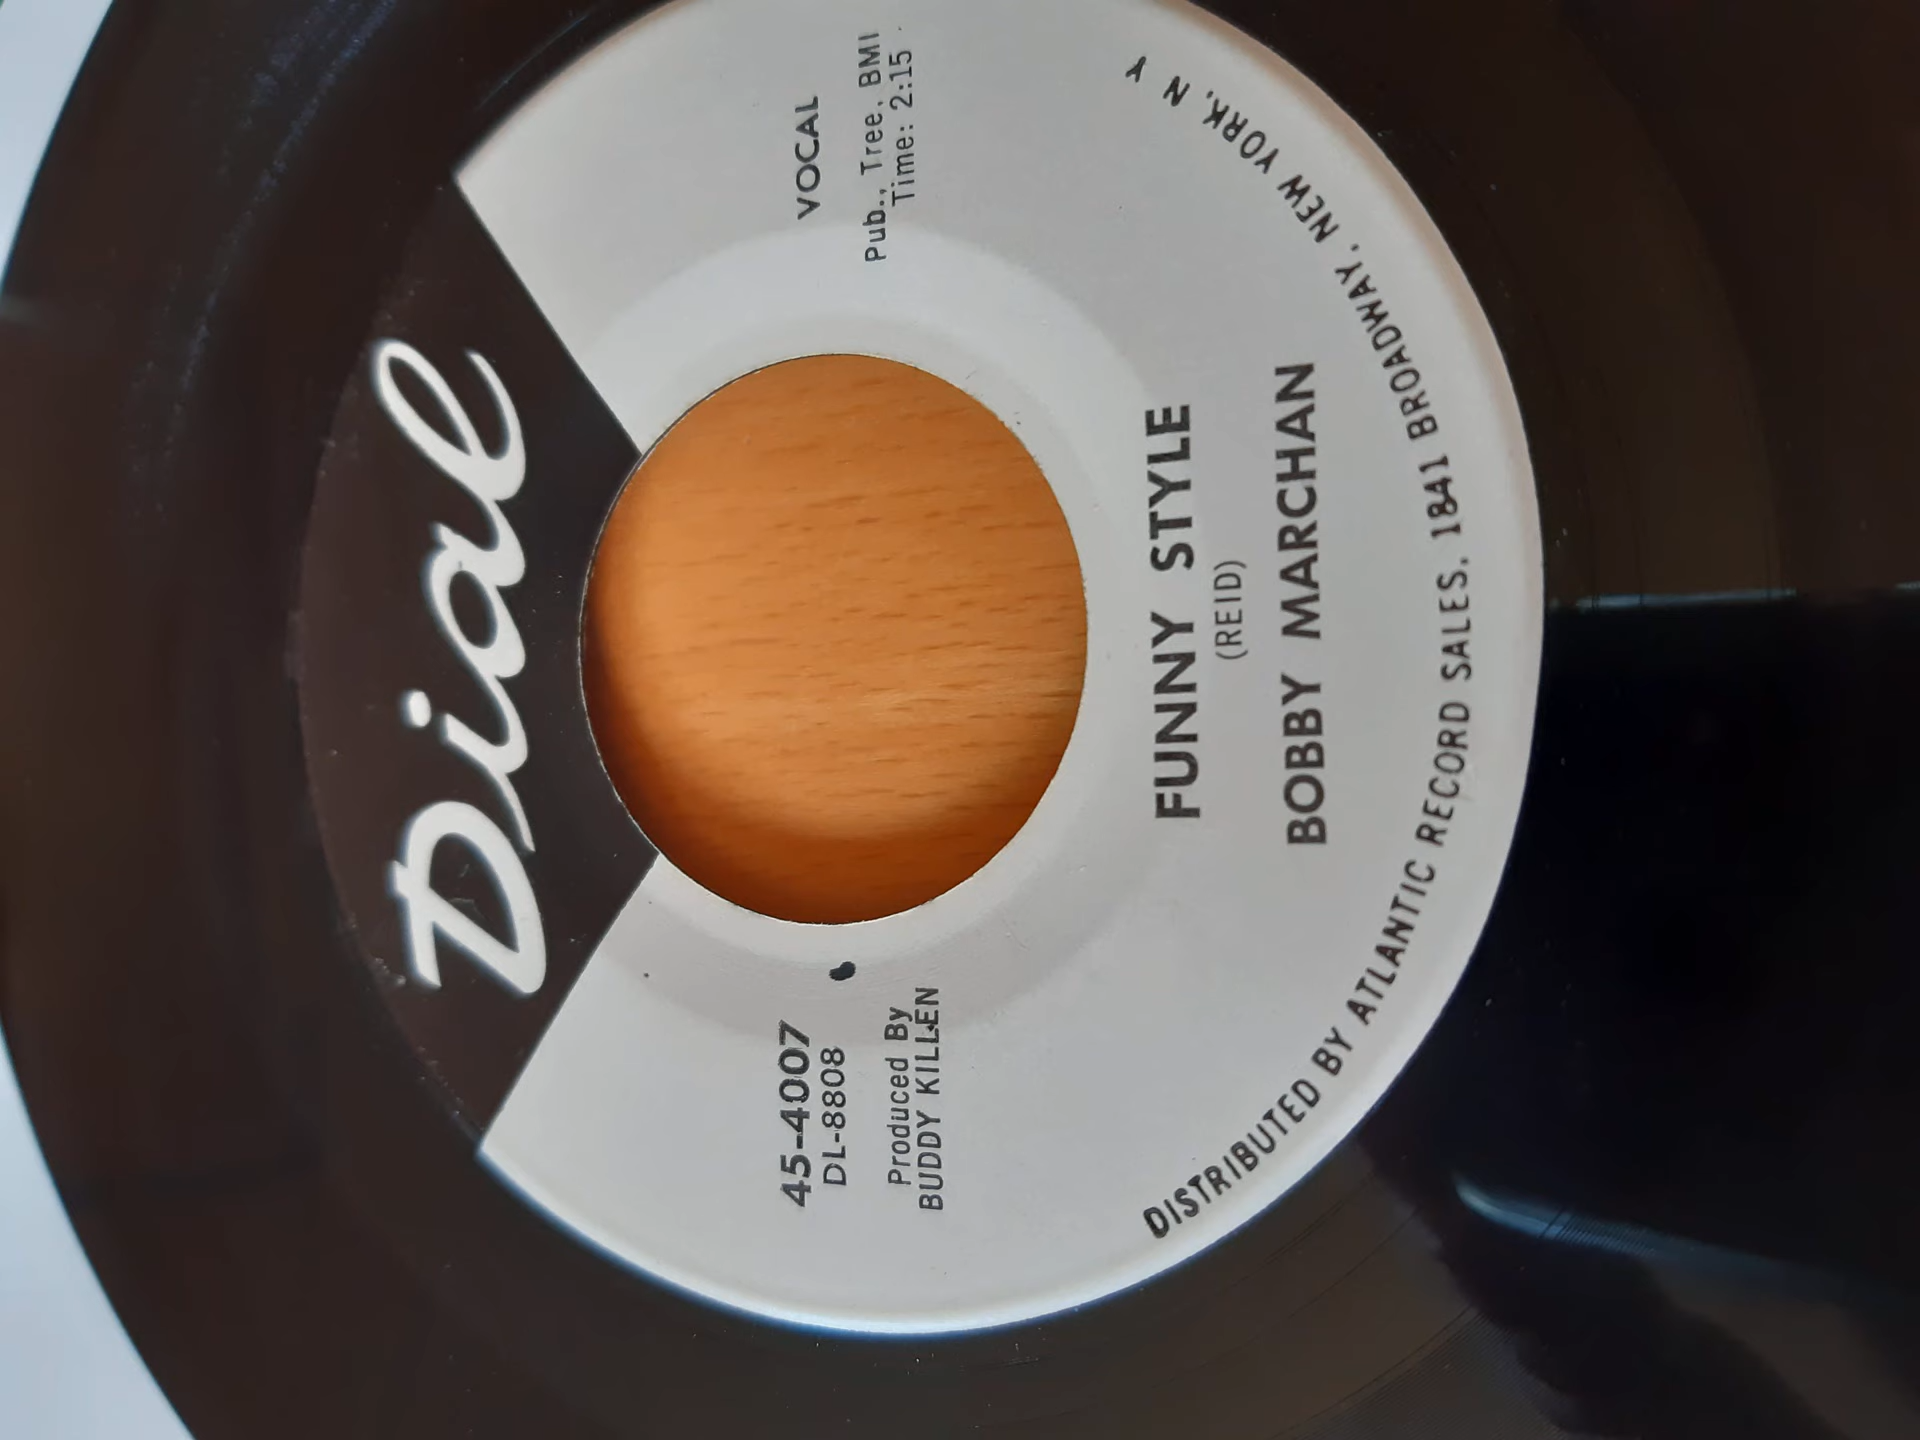 Dial
45-4007
DL-8808
Produced By
BUDDY KILLEN
VOCAL
Pub., Tree, BMI
Time: 2:15
FUNNY STYLE
(REID)
BOBBY MARCHAN
DISTRIBUTED BY ATLANTIC RECORD SALES, 1841 BROADWAY, NEW YORK, N Y